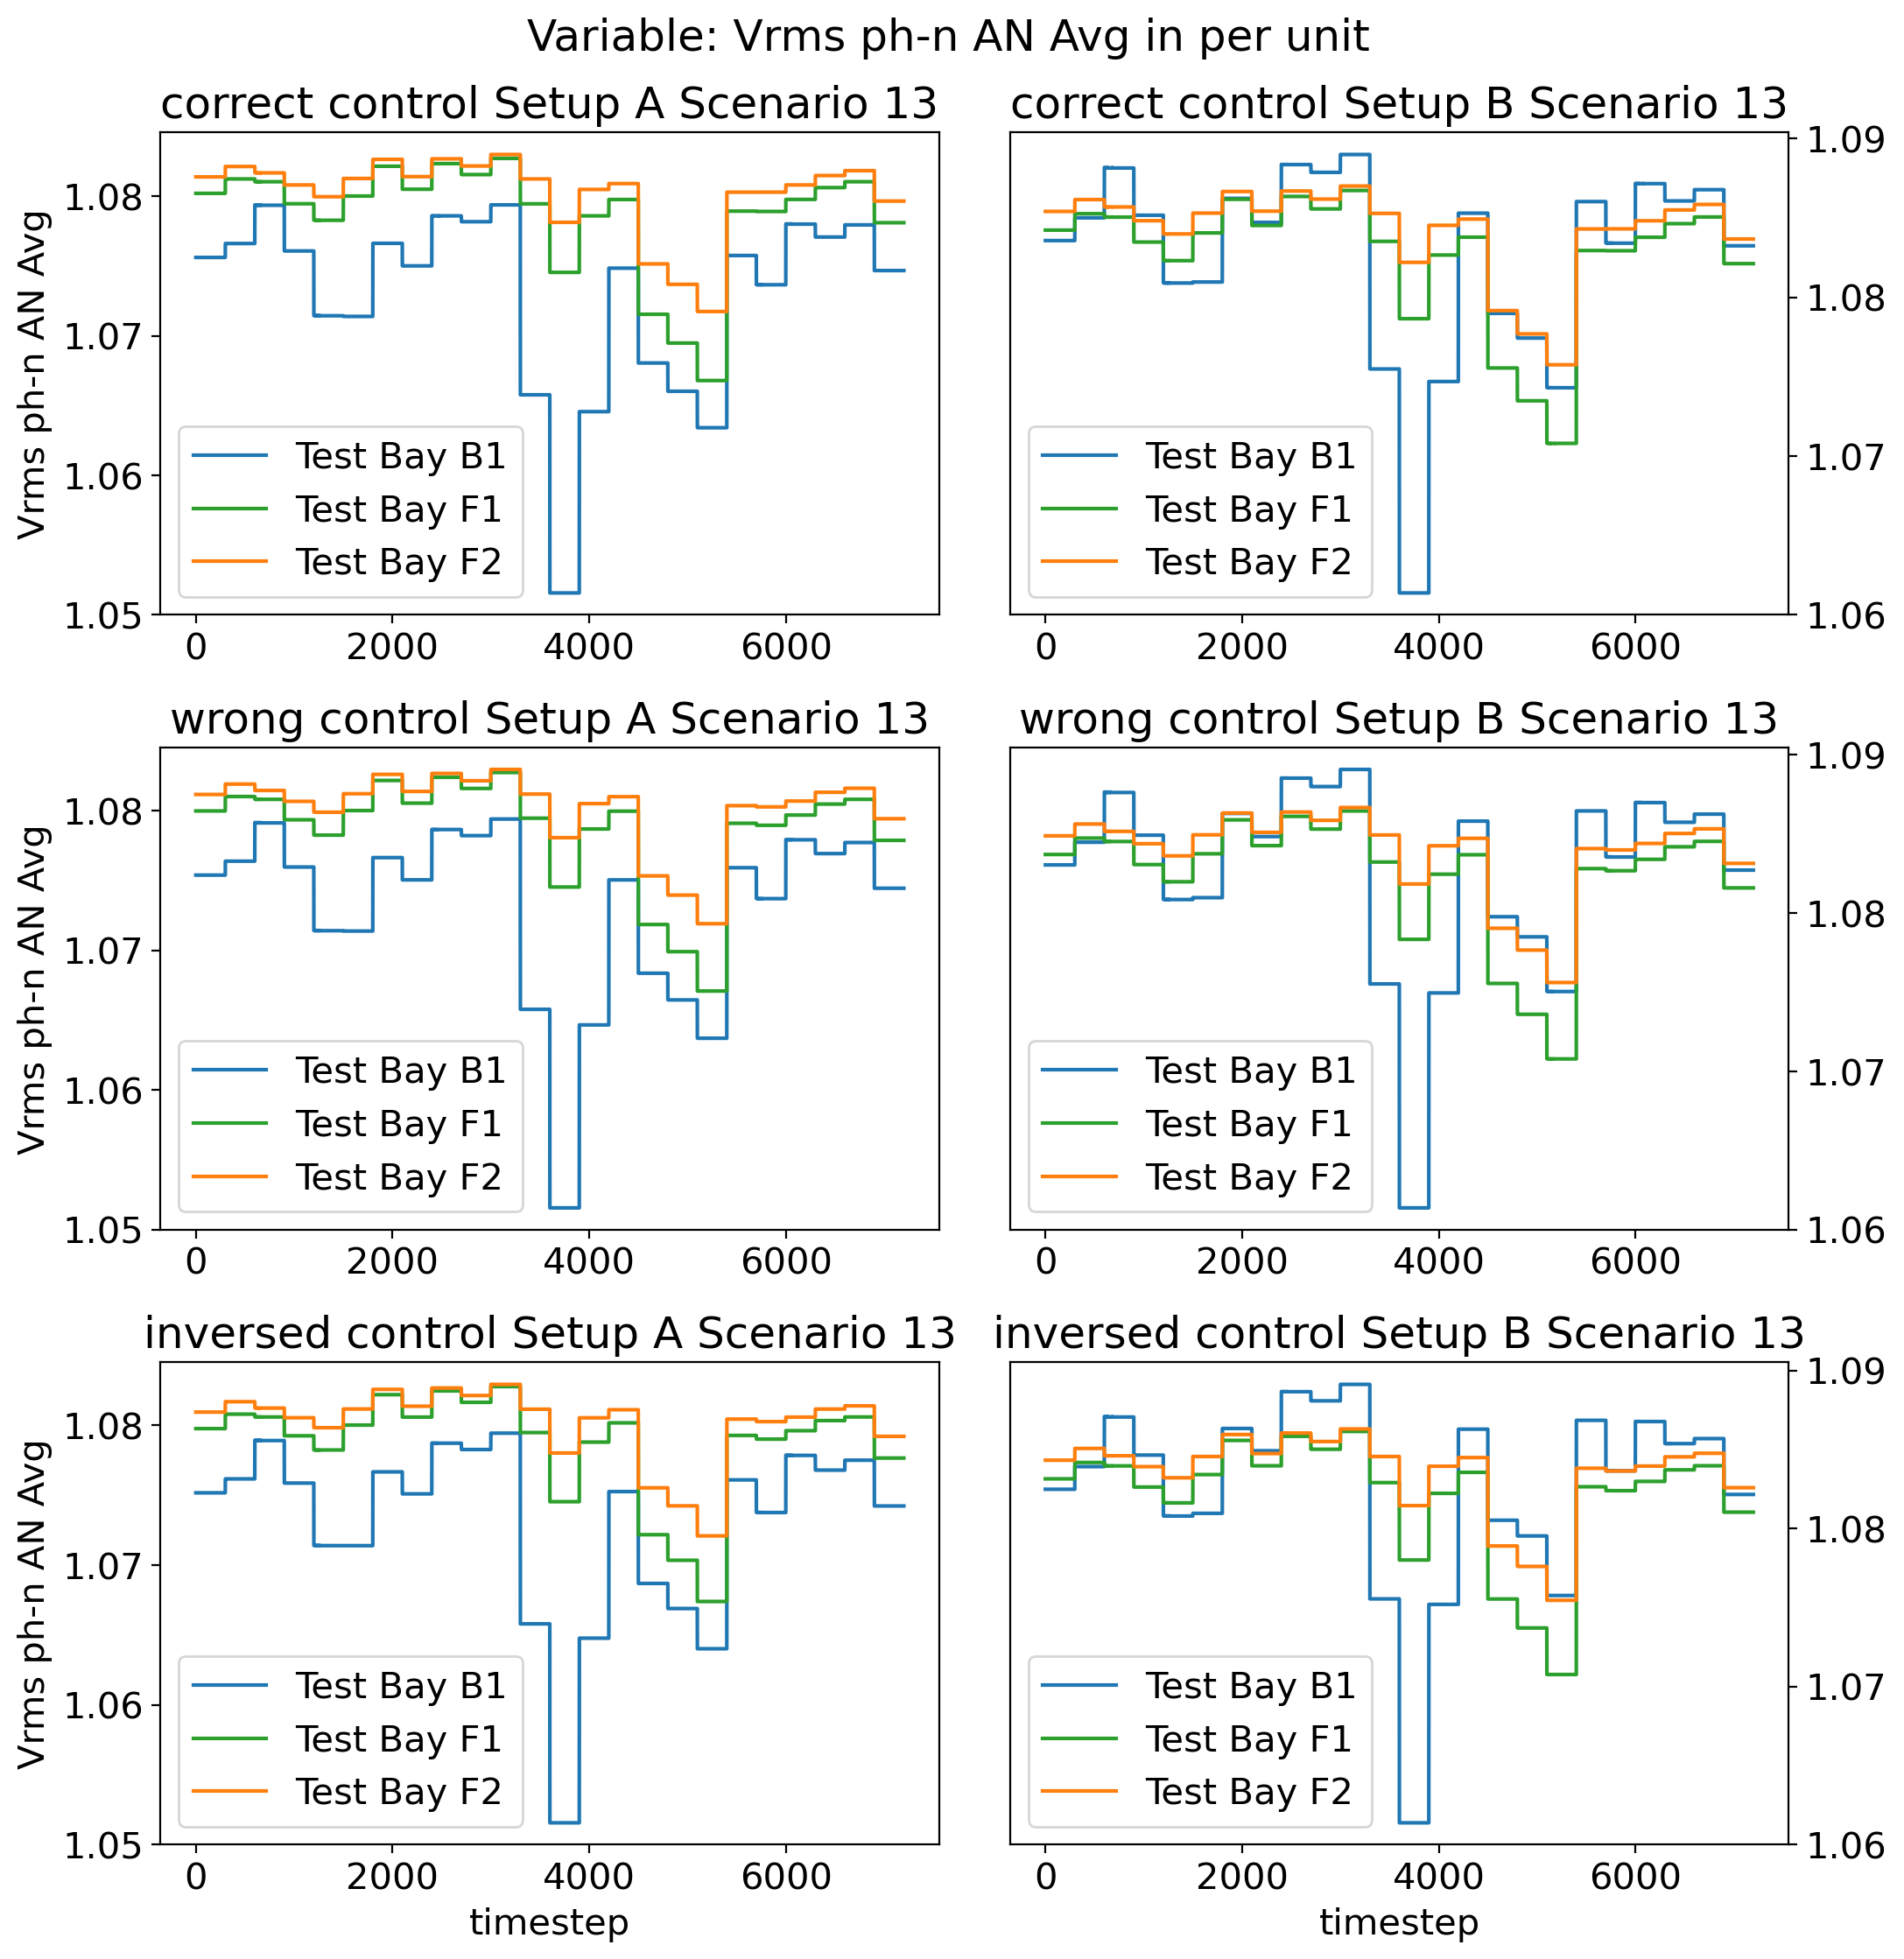 Variable: Vrms ph-n AN Avg in per unit
correct control Setup A Scenario 13
Vrms ph-n AN Avg
1.08
1.07
1.06
1.05
Test Bay B1
Test Bay F1
Test Bay F2
0 2000 4000 6000
correct control Setup B Scenario 13
1.09
1.08
1.07
1.06
Test Bay B1
Test Bay F1
Test Bay F2
0 2000 4000 6000
wrong control Setup A Scenario 13
Vrms ph-n AN Avg
1.08
1.07
1.06
1.05
Test Bay B1
Test Bay F1
Test Bay F2
0 2000 4000 6000
wrong control Setup B Scenario 13
1.09
1.08
1.07
1.06
Test Bay B1
Test Bay F1
Test Bay F2
0 2000 4000 6000
inversed control Setup A Scenario 13
Vrms ph-n AN Avg
1.08
1.07
1.06
1.05
Test Bay B1
Test Bay F1
Test Bay F2
0 2000 4000 6000
timestep
inversed control Setup B Scenario 13
1.09
1.08
1.07
1.06
Test Bay B1
Test Bay F1
Test Bay F2
0 2000 4000 6000
timestep